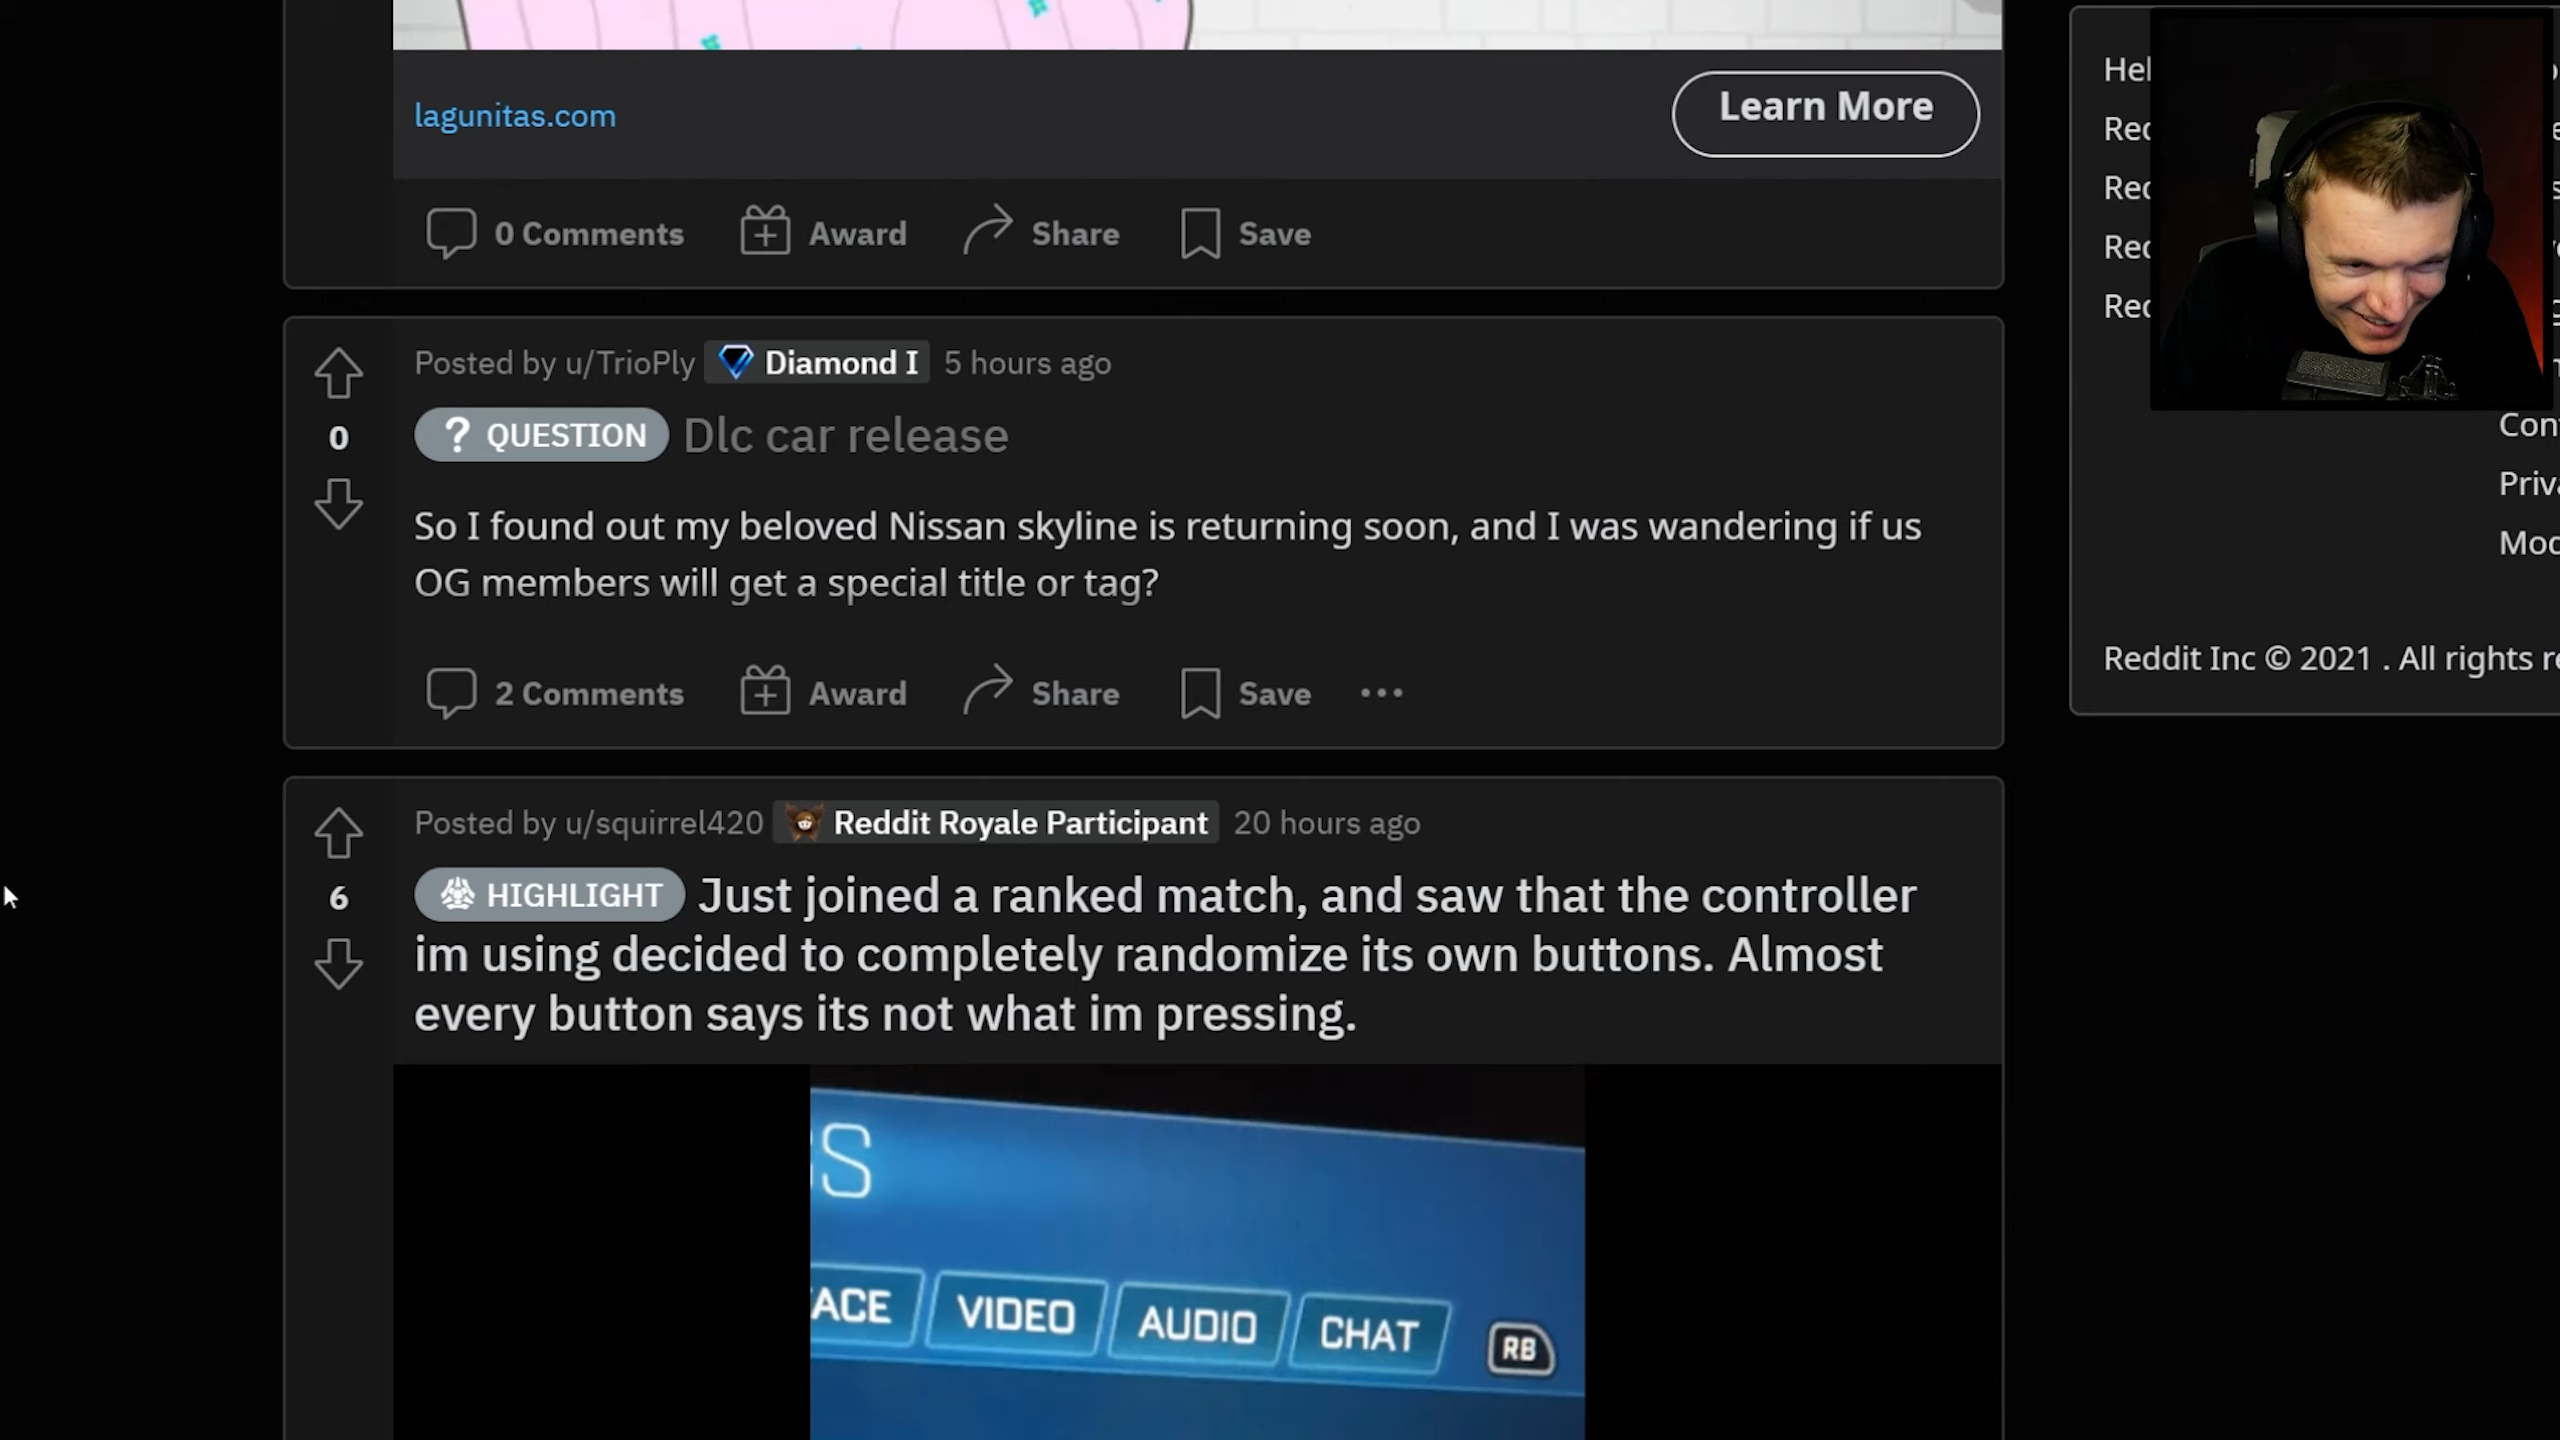 lagunitas.com
Learn More
0 Comments Award Share Save
Posted by u/TrioPly Diamond I 5 hours ago
0
? QUESTION Dlc car release
So I found out my beloved Nissan skyline is returning soon, and I was wandering if us
OG members will get a special title or tag?
2 Comments Award Share Save
Posted by u/squirrel420 Reddit Royale Participant 20 hours ago
6
HIGHLIGHT Just joined a ranked match, and saw that the controller
im using decided to completely randomize its own buttons. Almost
every button says its not what im pressing.
VIDEO AUDIO CHAT RB
Reddit Inc © 2021 . All rights